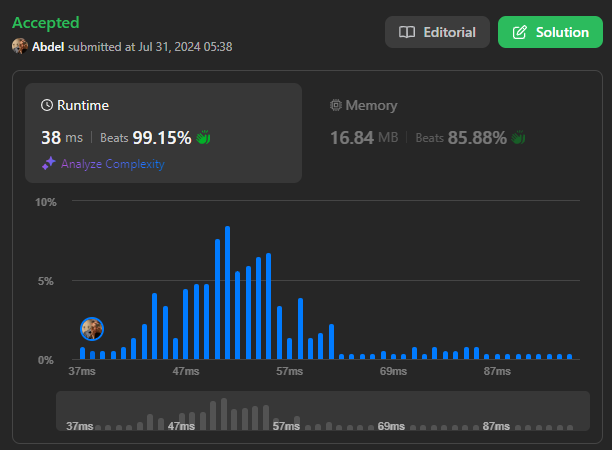 Accepted
Abdel submitted at Jul 31, 2024 05:38
Editorial
Solution
Runtime
38 ms | Beats 99.15%
Analyze Complexity
Memory
16.84 MB | Beats 85.88%
10%
5%
0%
37ms 47ms 57ms 69ms 87ms
37ms 47ms 57ms 69ms 87ms